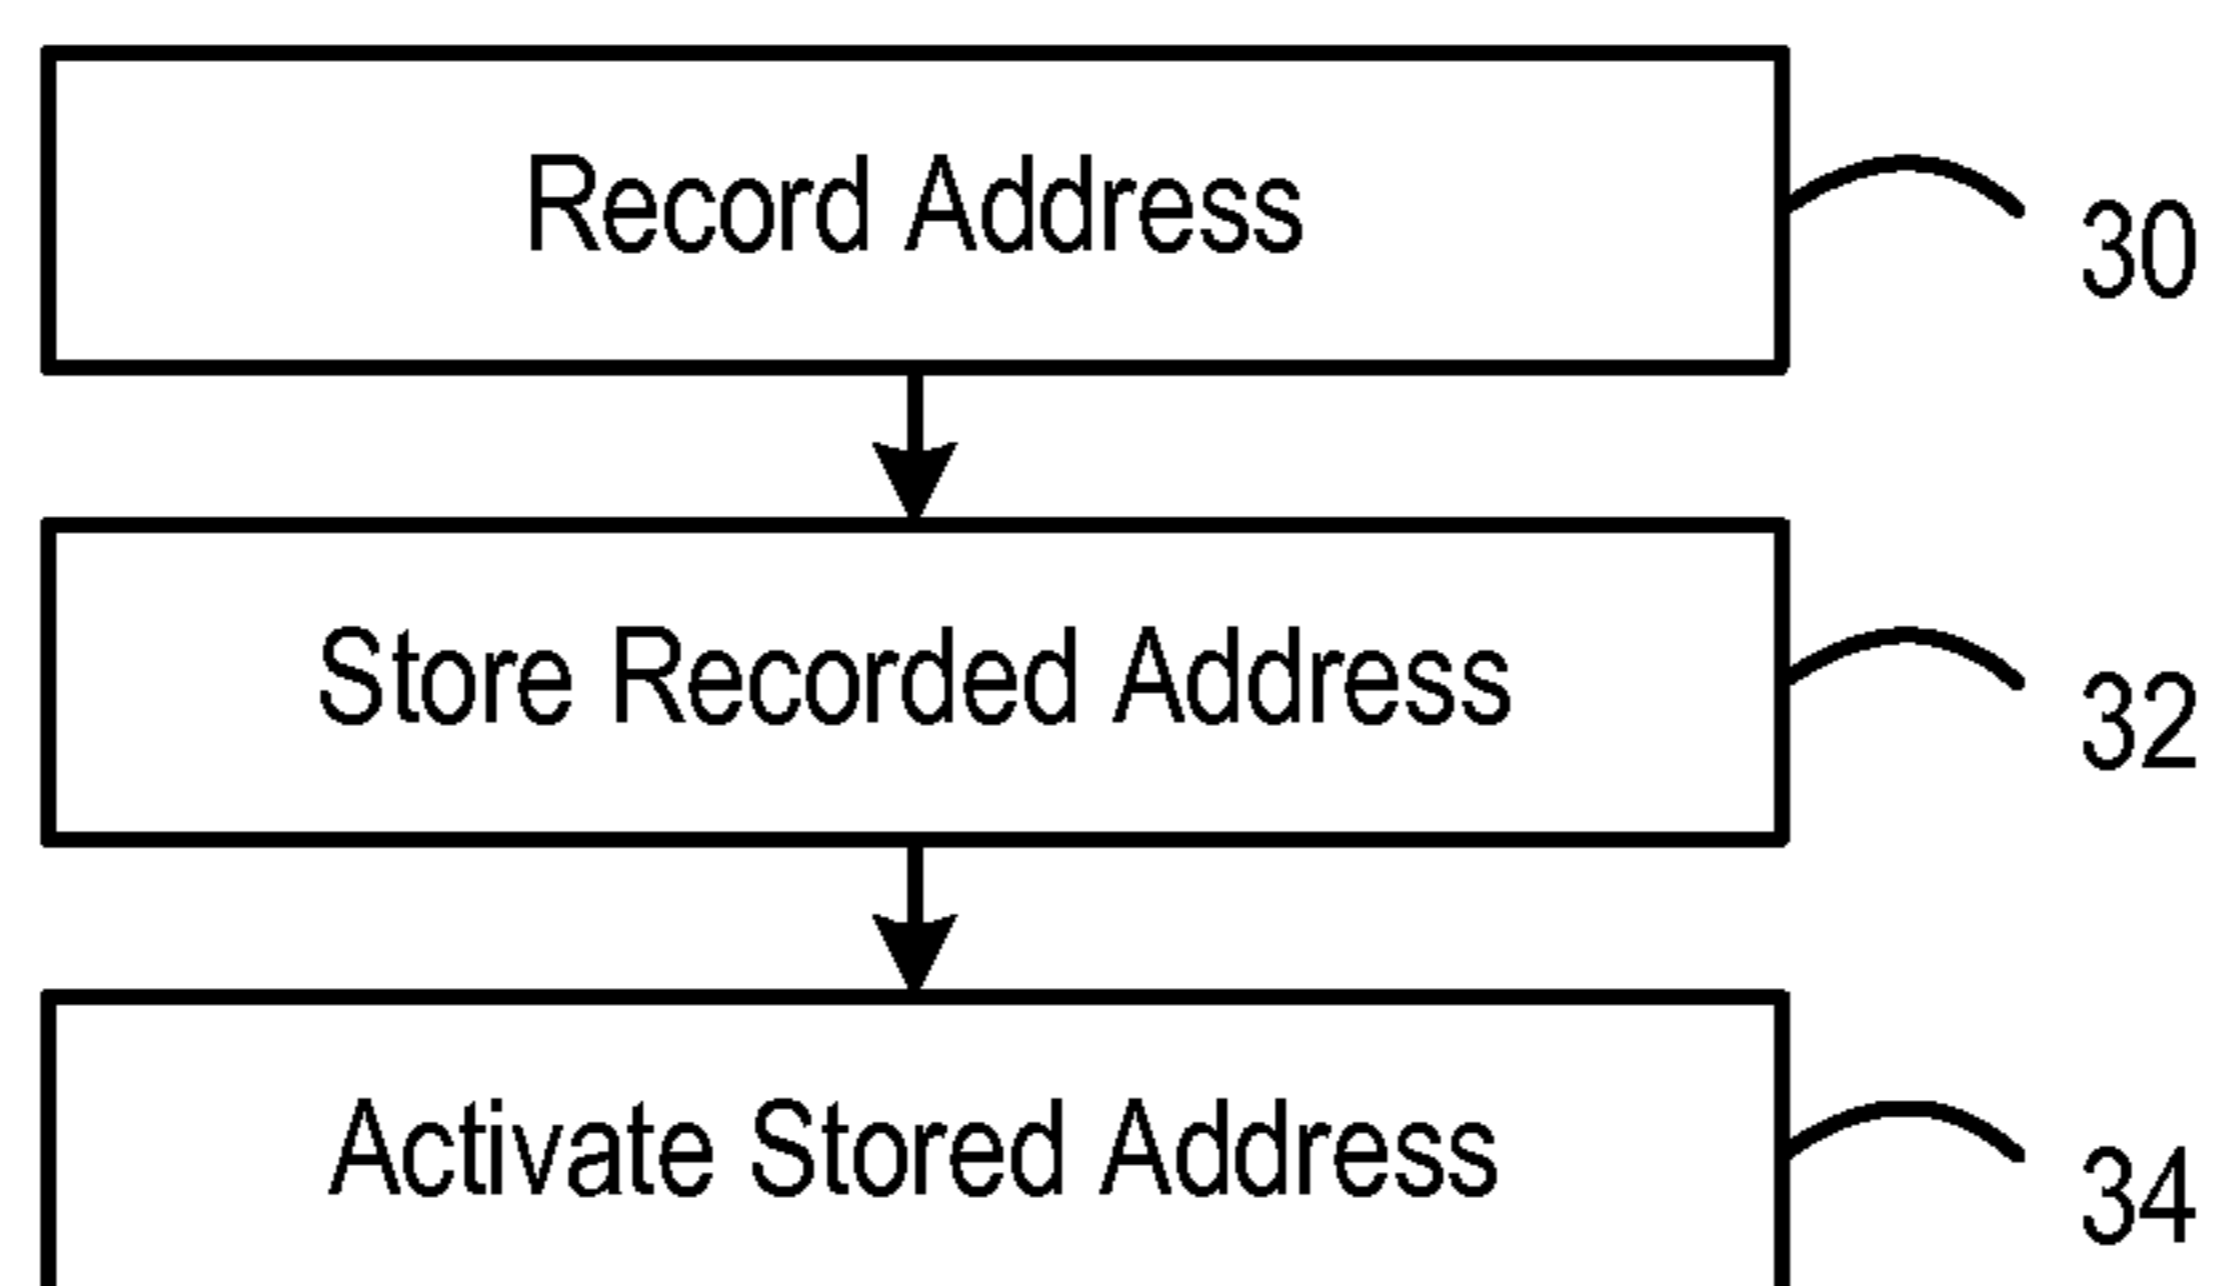 Record Address
30
Store Recorded Address
32
Activate Stored Address
34